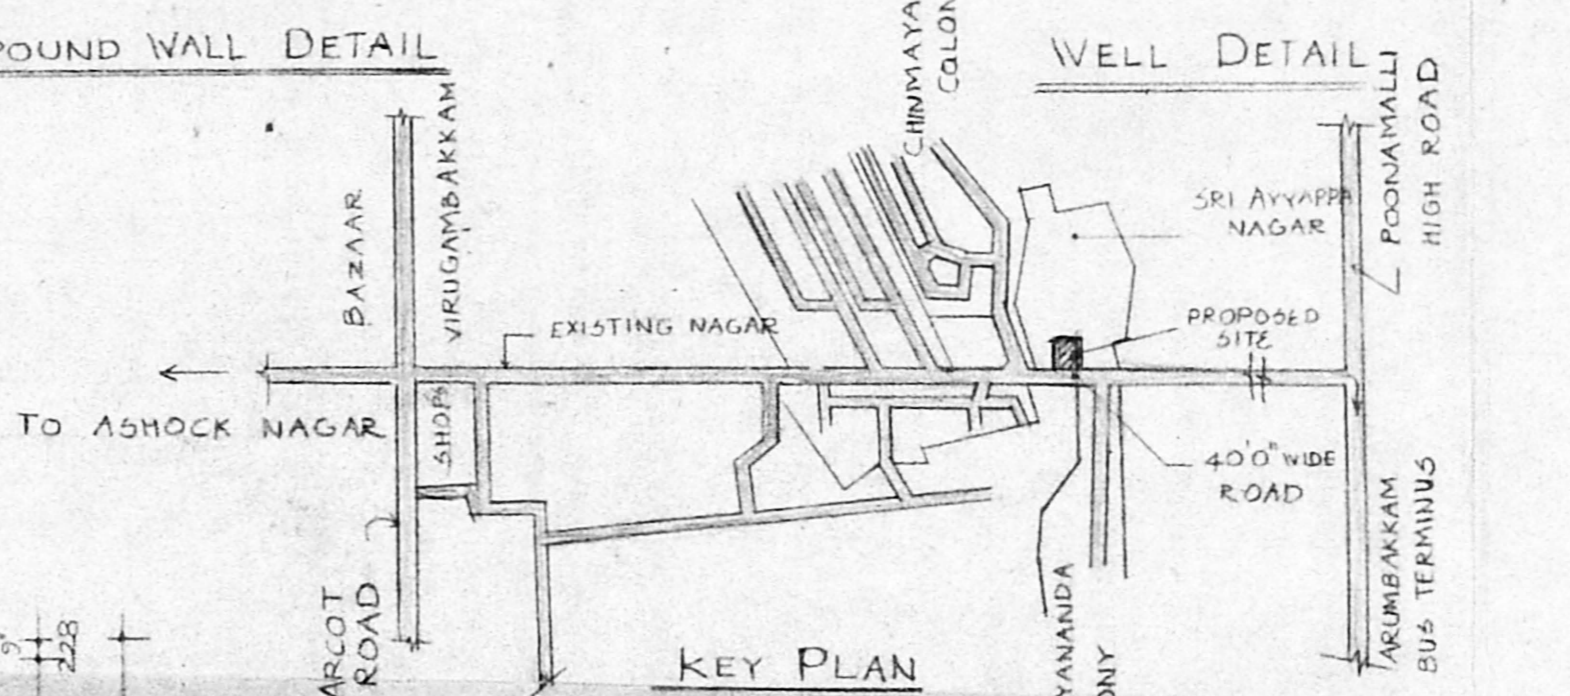 POUND WALL DETAIL
WELL DETAIL
CHINMAYA
COLON
POONAMALLI
HIGH ROAD
BAZAAR
VIRUGAMBAKKAM
SRI AYYAPPA
NAGAR
EXISTING NAGAR
PROPOSED
SITE
TO ASHOCK NAGAR
SHOPS
40'0" WIDE
ROAD
ARCOT
ROAD
ARUMBAKKAM
BUS TERMINUS
YANANDA
ONY
9"
228
KEY PLAN